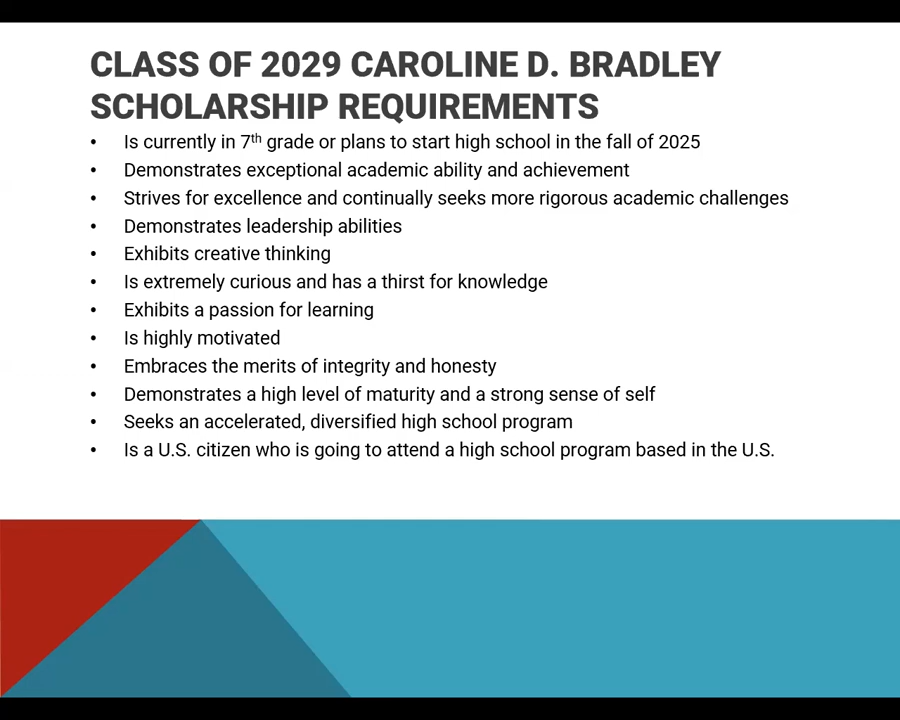 CLASS OF 2029 CAROLINE D. BRADLEY
SCHOLARSHIP REQUIREMENTS
• Is currently in 7th grade or plans to start high school in the fall of 2025
• Demonstrates exceptional academic ability and achievement
• Strives for excellence and continually seeks more rigorous academic challenges
• Demonstrates leadership abilities
• Exhibits creative thinking
• Is extremely curious and has a thirst for knowledge
• Exhibits a passion for learning
• Is highly motivated
• Embraces the merits of integrity and honesty
• Demonstrates a high level of maturity and a strong sense of self
• Seeks an accelerated, diversified high school program
• Is a U.S. citizen who is going to attend a high school program based in the U.S.